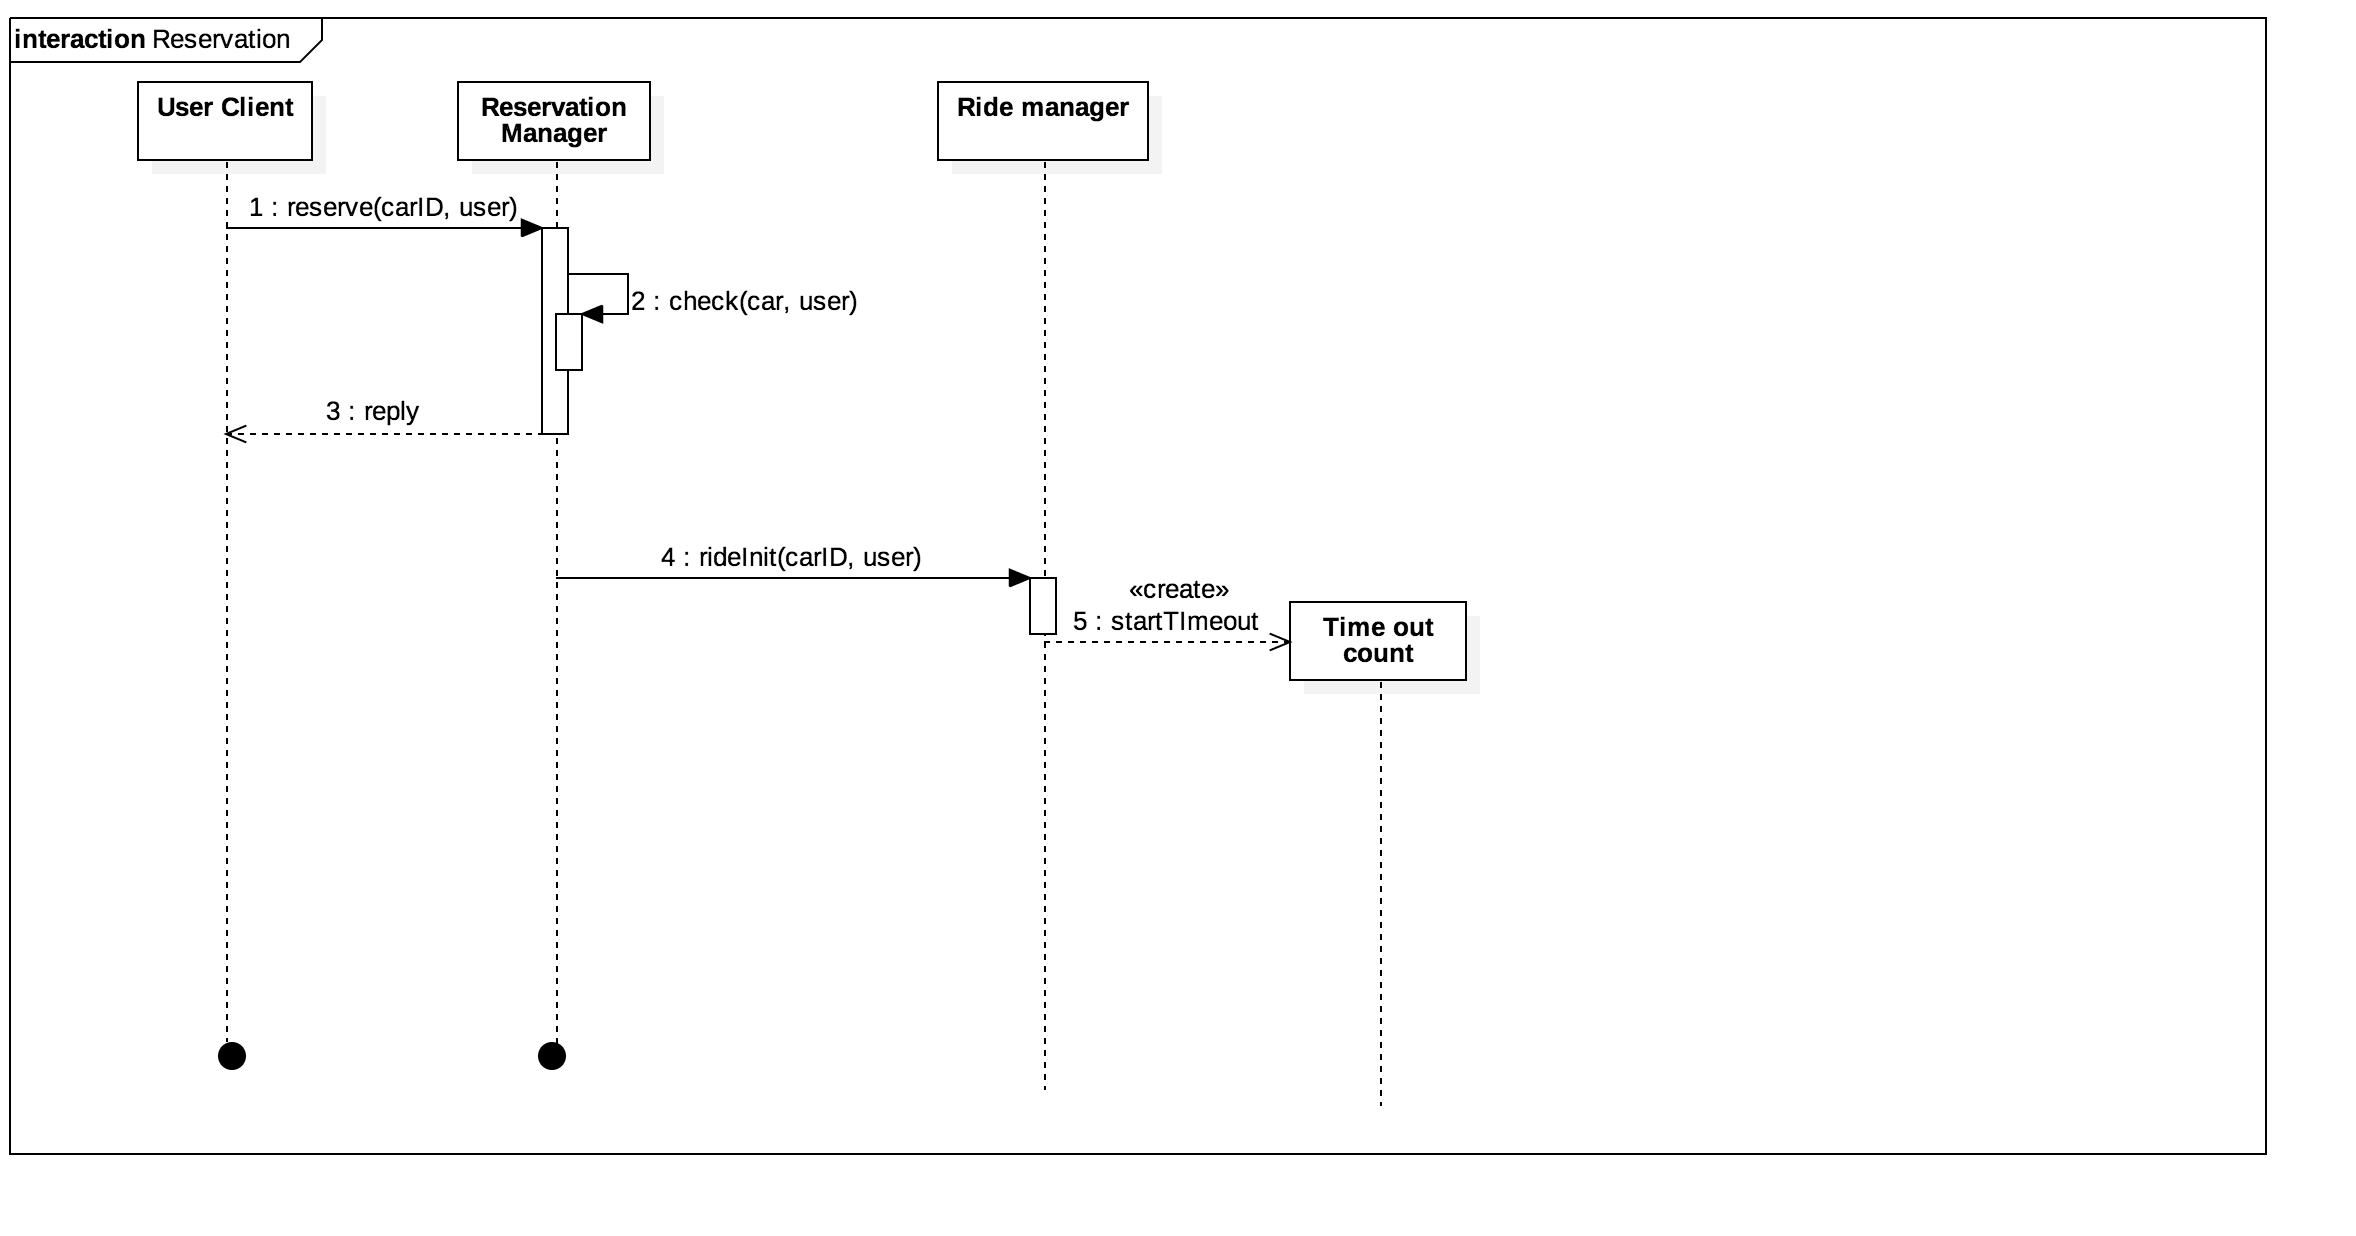 interaction Reservation
User Client
Reservation
Manager
Ride manager
1 : reserve(carID, user)
2 : check(car, user)
3 : reply
4 : rideInit(carID, user)
«create»
5 : startTImeout
Time out
count